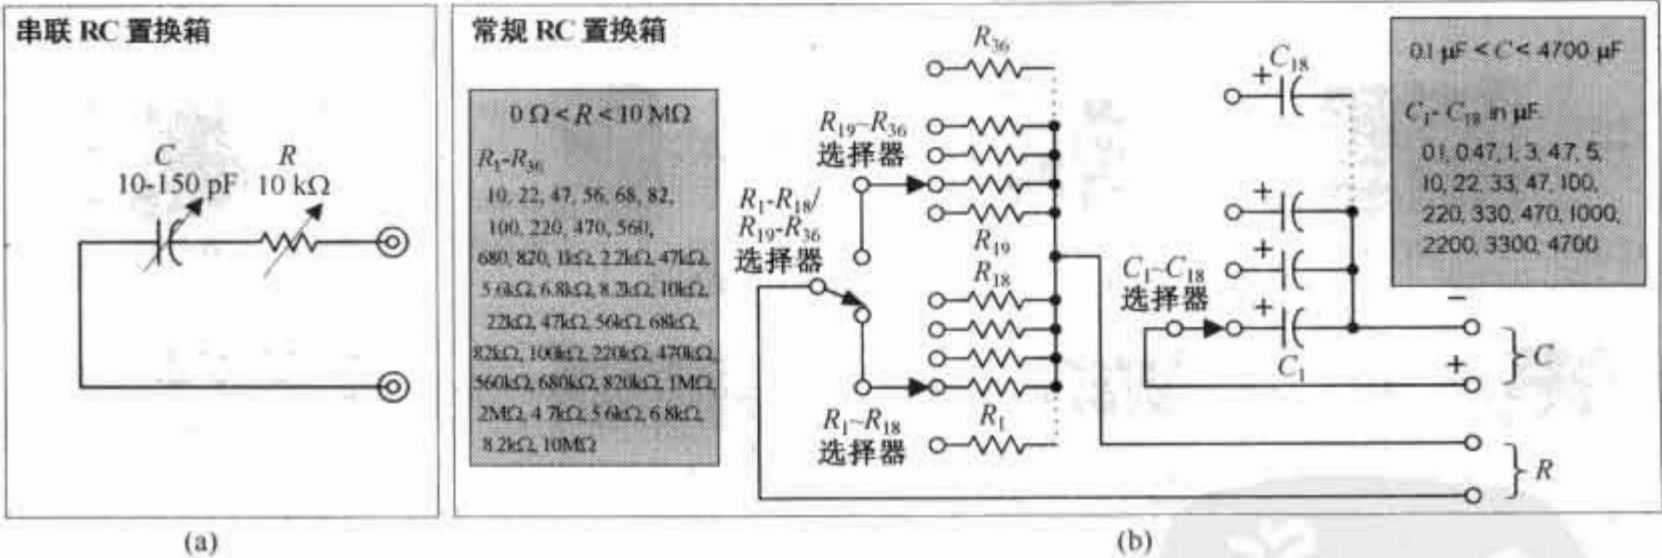 串联 RC 置换箱
C
10-150 pF
R
10 kΩ
(a)
常规 RC 置换箱
0 Ω < R < 10 MΩ
R₁-R₃₆
10, 22, 47, 56, 68, 82,
100, 220, 470, 560,
680, 820, 1kΩ, 2.2kΩ, 47kΩ,
5.6kΩ, 6.8kΩ, 8.2kΩ, 10kΩ,
22kΩ, 47kΩ, 56kΩ, 68kΩ,
82kΩ, 100kΩ, 220kΩ, 470kΩ,
560kΩ, 680kΩ, 820kΩ, 1MΩ,
2MΩ, 4.7kΩ, 5.6kΩ, 6.8kΩ,
8.2kΩ, 10MΩ
R₁-R₁₈/
R₁₉-R₃₆
选择器
R₁₉~R₃₆
选择器
R₁~R₁₈
选择器
R₃₆
R₁₉
R₁₈
R₁
C₁~C₁₈
选择器
+
C₁₈
+
+
+
C₁
0.1 μF < C < 4700 μF
C₁- C₁₈ in μF:
0.1, 0.47, 1, 3, 4.7, 5,
10, 22, 33, 47, 100,
220, 330, 470, 1000,
2200, 3300, 4700
−
+
C
R
(b)